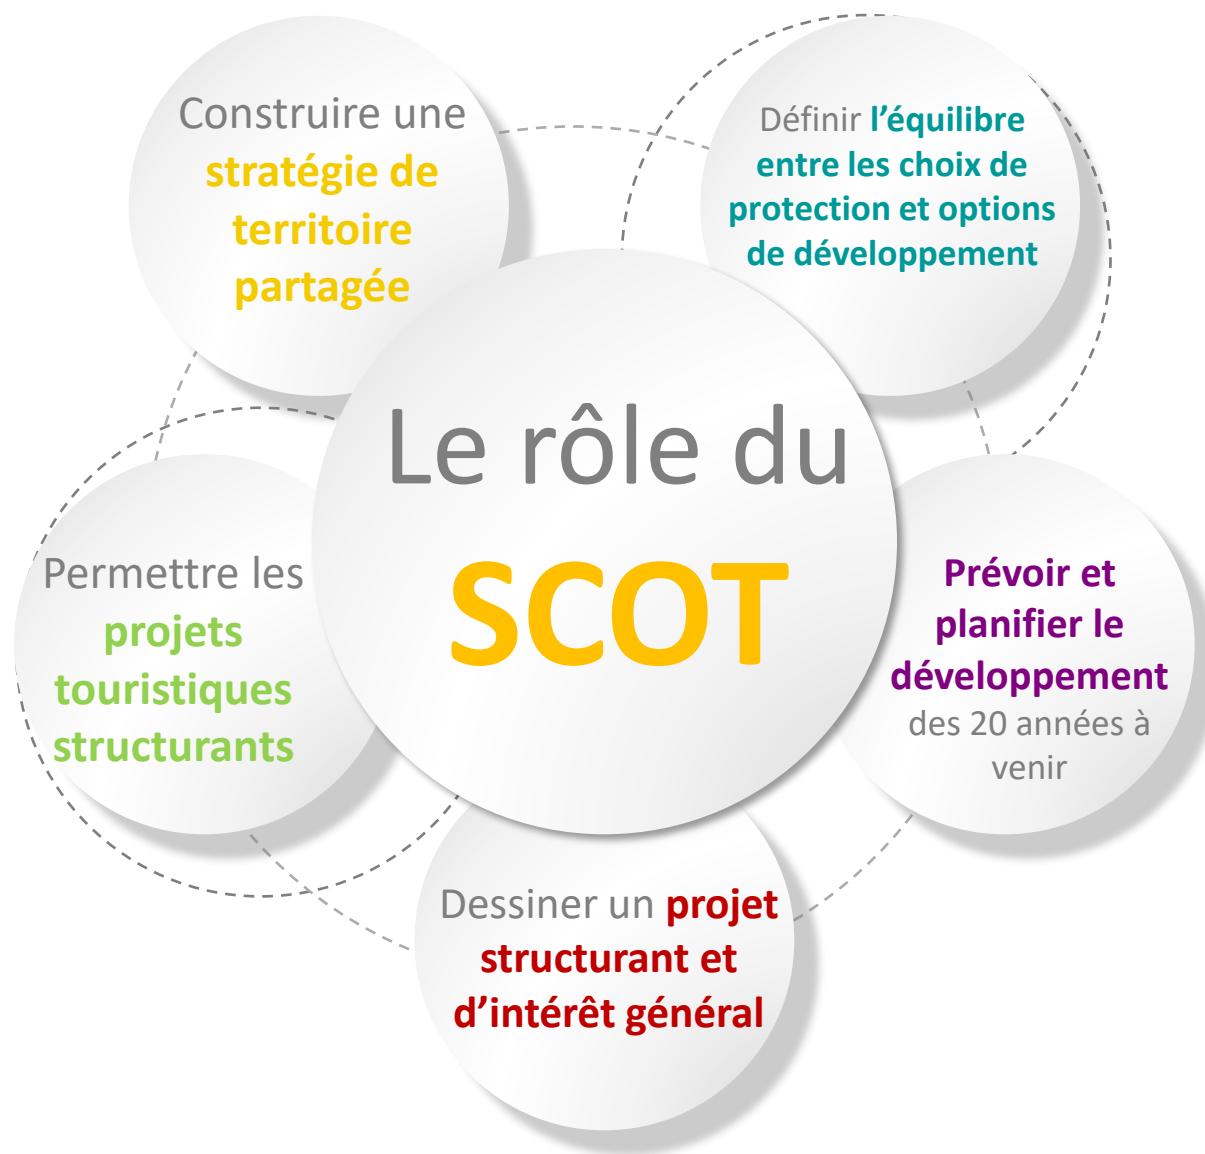 Construire une
stratégie de
territoire
partagée
Définir l’équilibre
entre les choix de
protection et options
de développement
Le rôle du
SCOT
Permettre les
projets
touristiques
structurants
Prévoir et
planifier le
développement
des 20 années à
venir
Dessiner un projet
structurant et
d’intérêt général